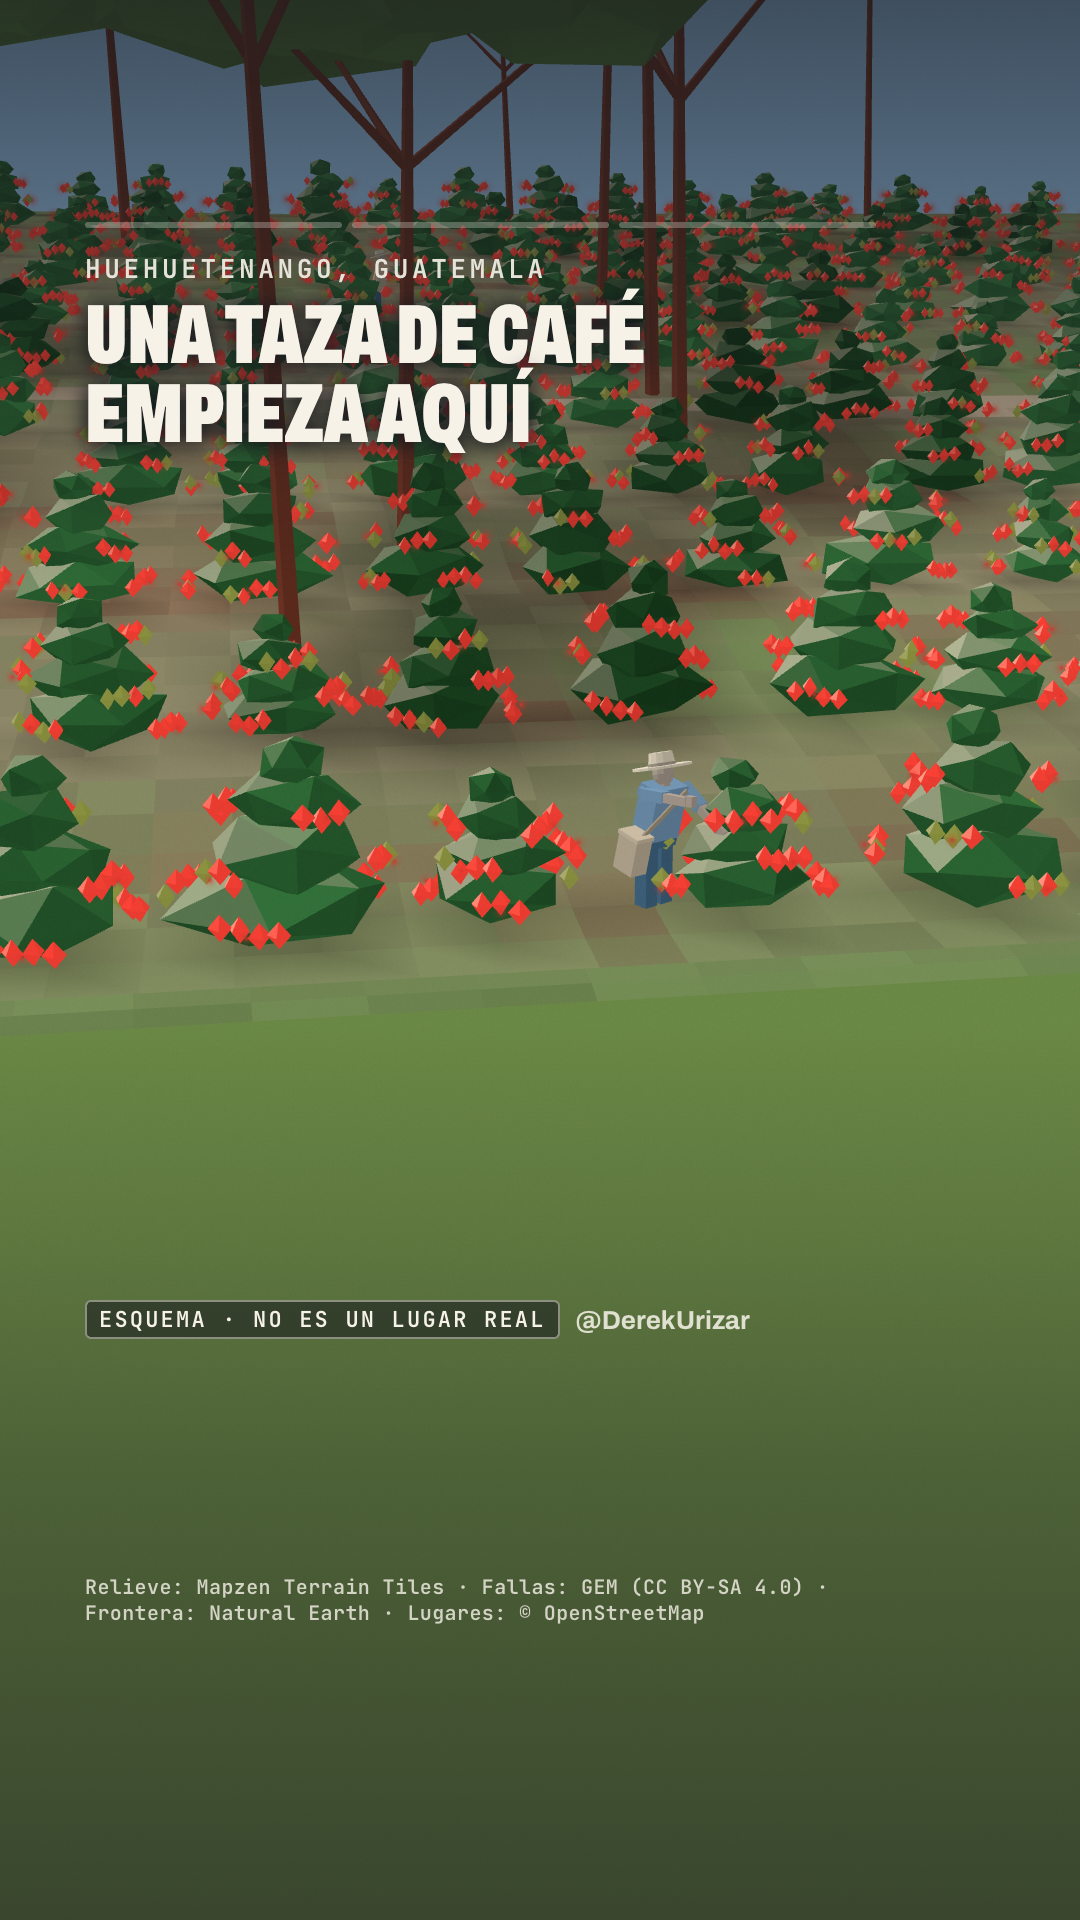 HUEHUETENANGO, GUATEMALA
UNA TAZA DE CAFÉ
EMPIEZA AQUÍ
ESQUEMA · NO ES UN LUGAR REAL
@DerekUrizar
Relieve: Mapzen Terrain Tiles · Fallas: GEM (CC BY-SA 4.0) ·
Frontera: Natural Earth · Lugares: © OpenStreetMap